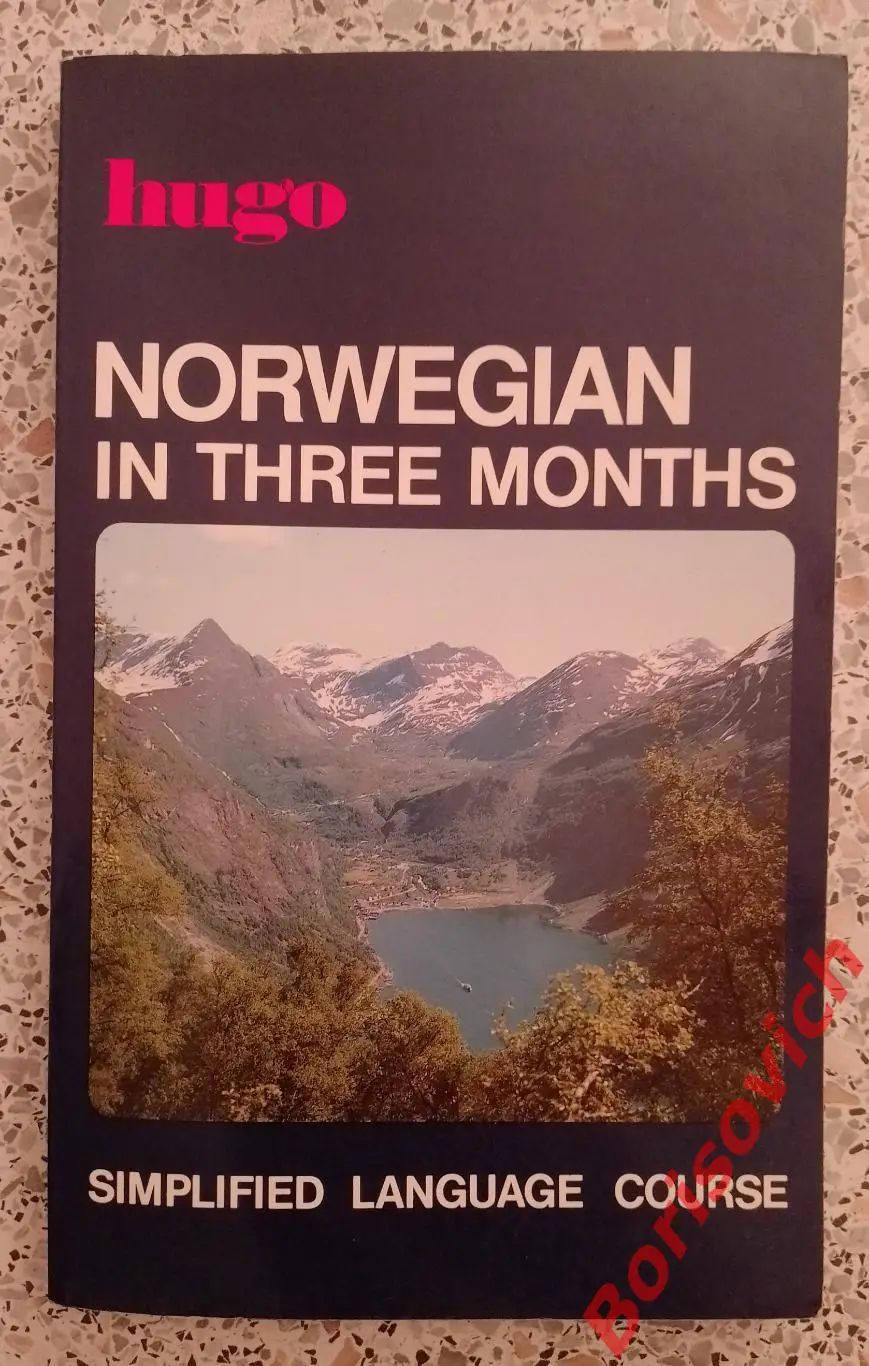 hugo
NORWEGIAN
IN THREE MONTHS
SIMPLIFIED LANGUAGE COURSE
Borisovich